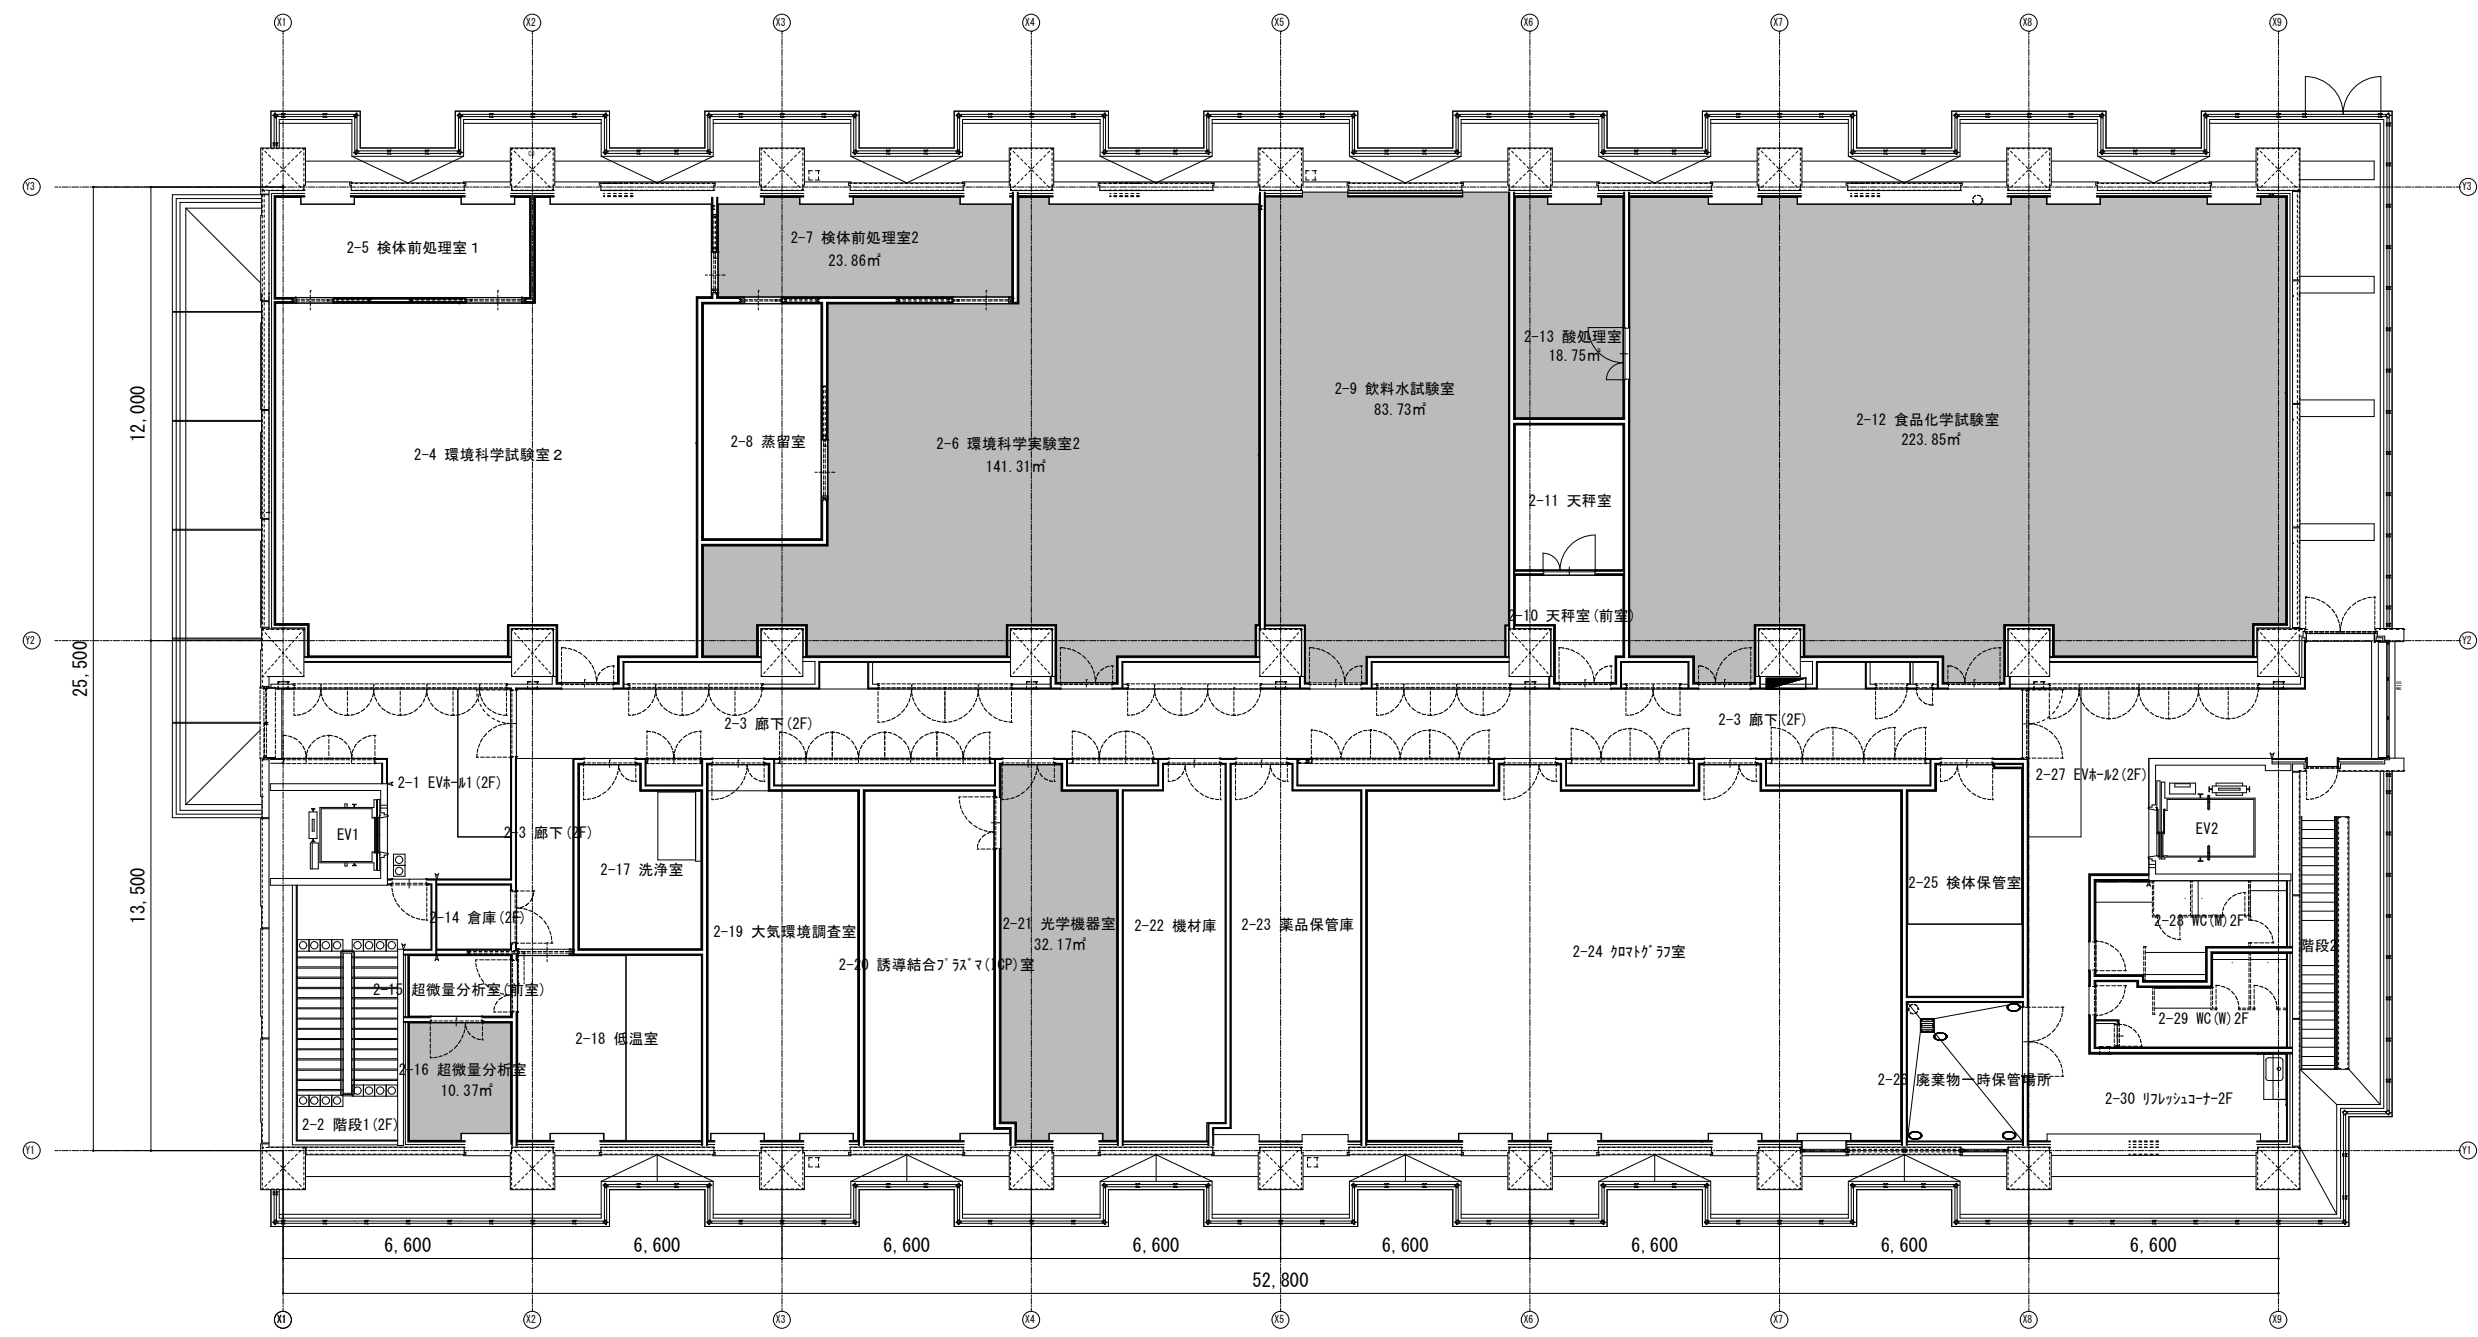 X1 X2 X3 X4 X5 X6 X7 X8 X9
Y3 Y3
2-5 検体前処理室１
2-7 検体前処理室2
23.86㎡
2-13 酸処理室
18.75㎡
2-9 飲料水試験室
83.73㎡
12,000
2-4 環境科学試験室２
2-8 蒸留室
2-6 環境科学実験室2
141.31㎡
2-12 食品化学試験室
223.85㎡
2-11 天秤室
2-10 天秤室(前室)
Y2 Y2
25,500
2-3 廊下(2F)
2-3 廊下(2F)
2-1 EVﾎｰﾙ1(2F)
2-27 EVﾎｰﾙ2(2F)
EV1
2-3 廊下(2F)
EV2
2-17 洗浄室
13,500
2-25 検体保管室
2-14 倉庫(2F)
2-19 大気環境調査室
2-21 光学機器室
32.17㎡
2-22 機材庫
2-23 薬品保管庫
2-28 WC(M)2F
階段2
2-24 ｸﾛﾏﾄｸﾞﾗﾌ室
2-20 誘導結合ﾌﾟﾗｽﾞﾏ(ICP)室
2-15 超微量分析室(前室)
2-29 WC(W)2F
2-18 低温室
2-16 超微量分析室
10.37㎡
2-26 廃棄物一時保管場所
2-30 ﾘﾌﾚｯｼｭｺｰﾅｰ2F
2-2 階段1(2F)
Y1 Y1
6,600 6,600 6,600 6,600 6,600 6,600 6,600 6,600
52,800
X1 X2 X3 X4 X5 X6 X7 X8 X9